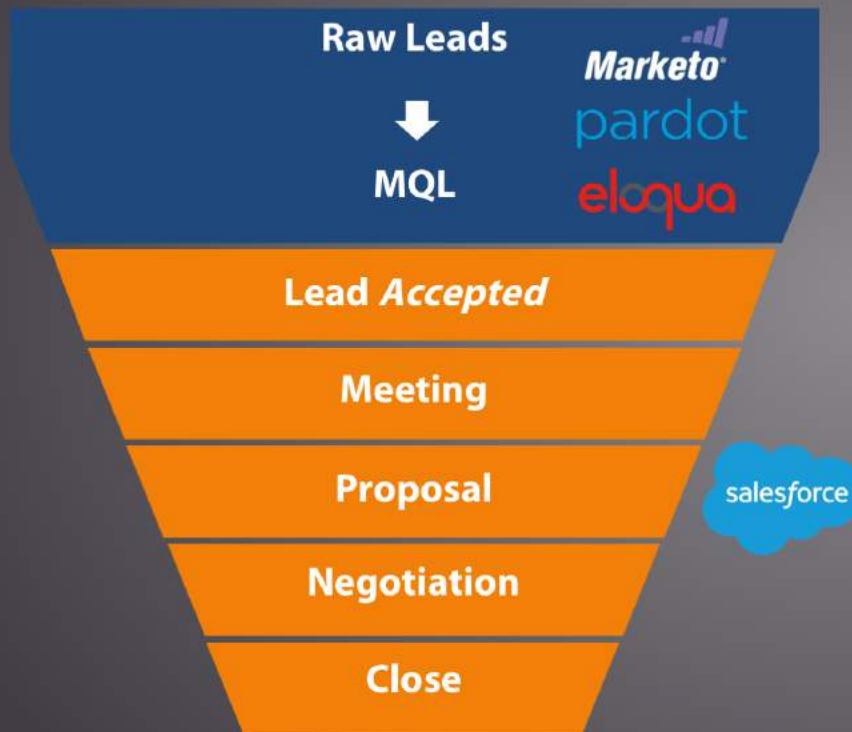 Raw Leads
Marketo
pardot
MQL
eloqua
Lead Accepted
Meeting
Proposal
salesforce
Negotiation
Close